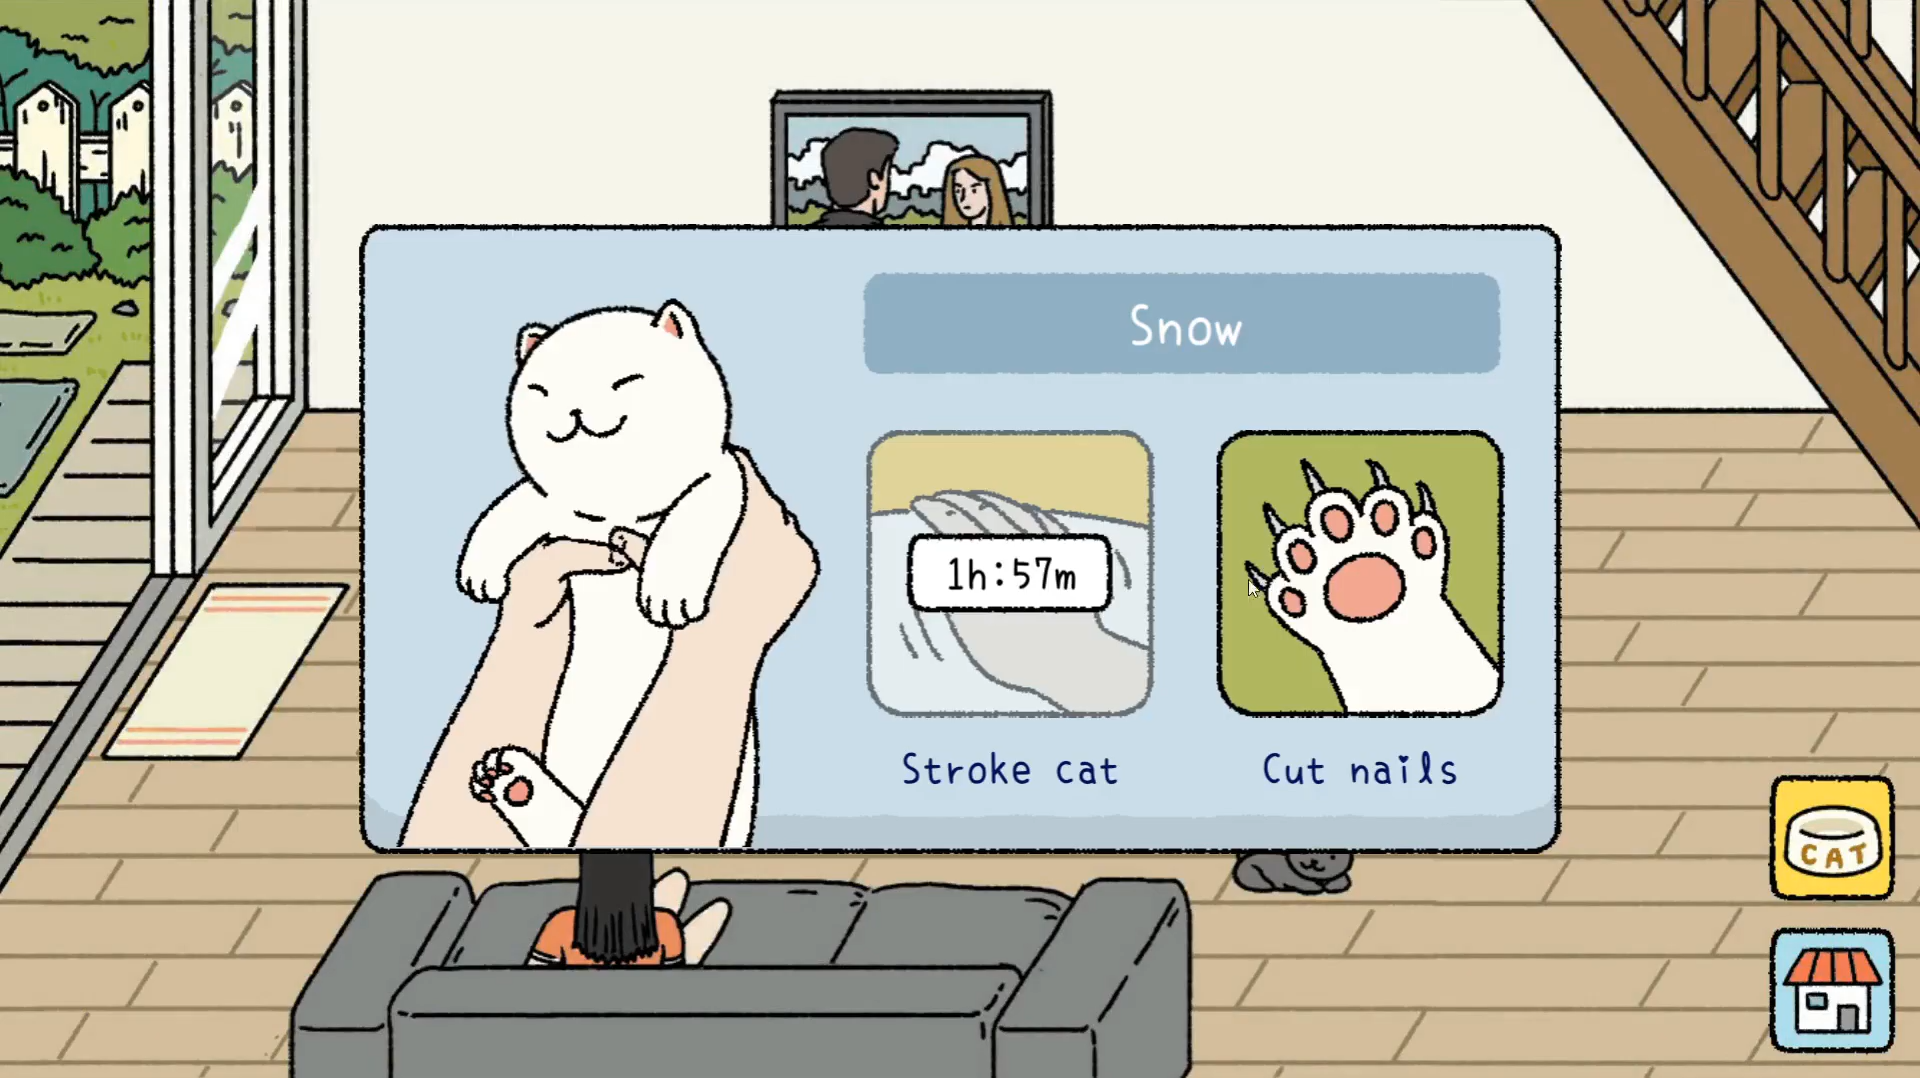 Snow
1h:57m
Stroke cat
Cut nails
CAT